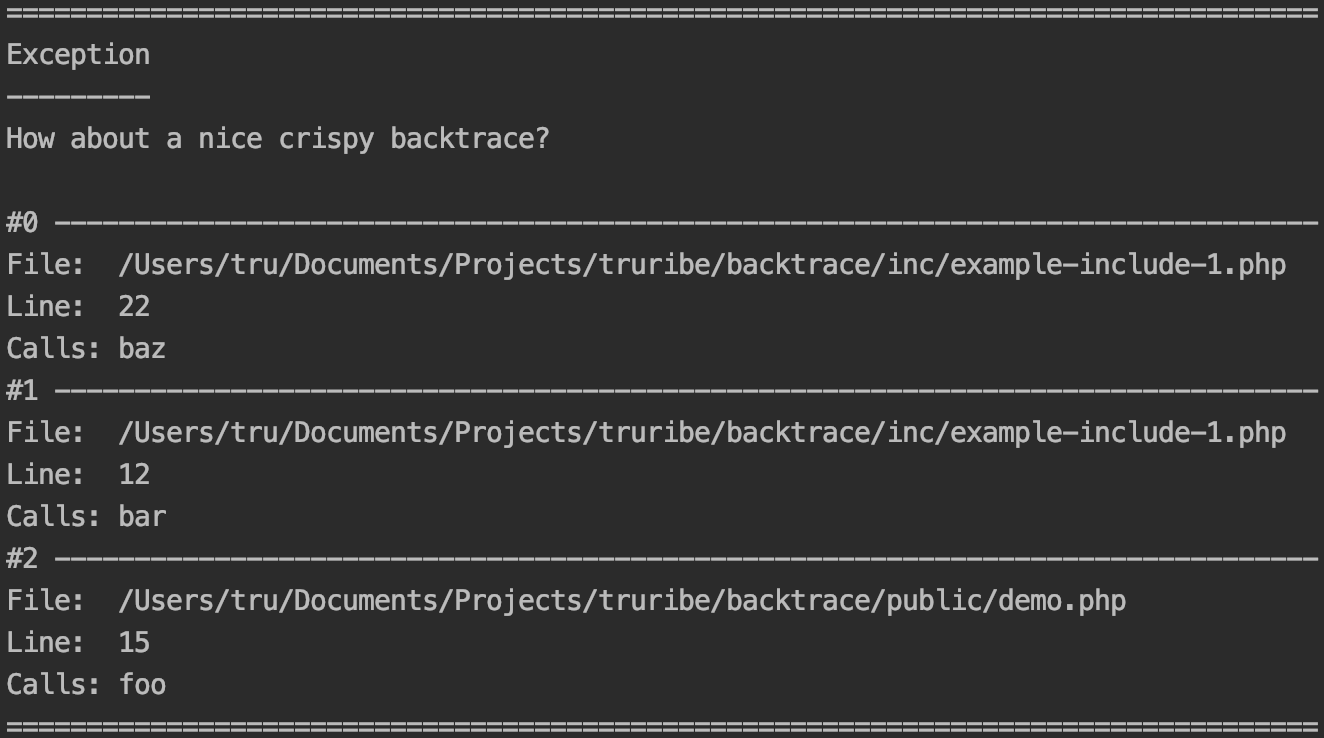 ==================================================================================
Exception
---------
How about a nice crispy backtrace?

#0 -------------------------------------------------------------------------------
File:  /Users/tru/Documents/Projects/truribe/backtrace/inc/example-include-1.php
Line:  22
Calls: baz
#1 -------------------------------------------------------------------------------
File:  /Users/tru/Documents/Projects/truribe/backtrace/inc/example-include-1.php
Line:  12
Calls: bar
#2 -------------------------------------------------------------------------------
File:  /Users/tru/Documents/Projects/truribe/backtrace/public/demo.php
Line:  15
Calls: foo
==================================================================================